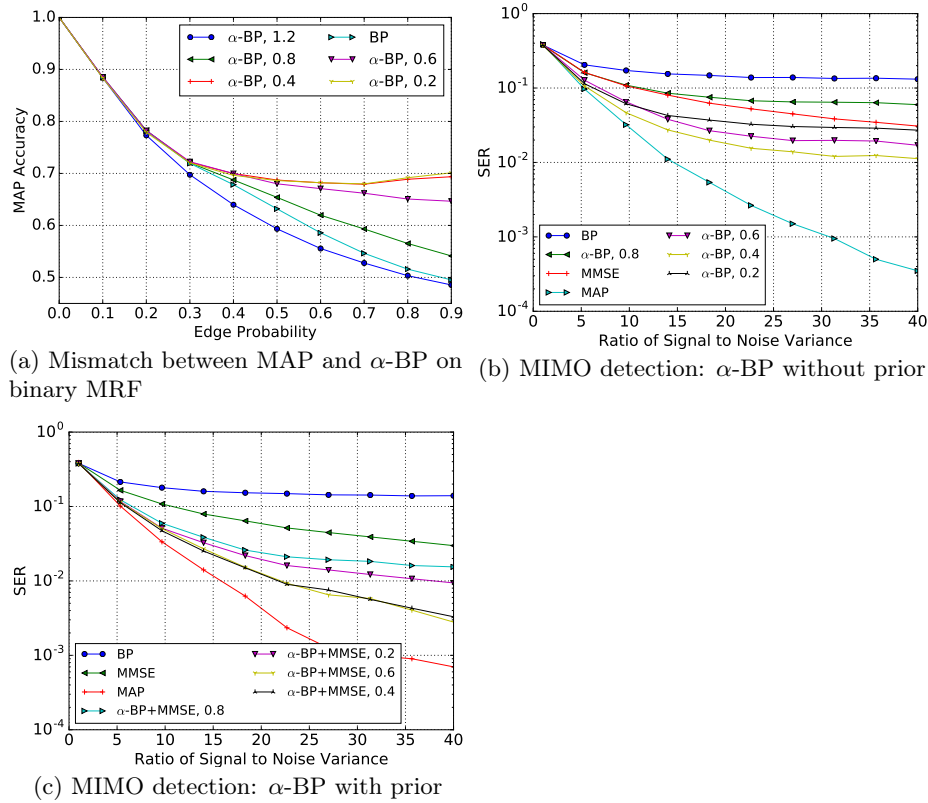 1.0
0.9
0.8
0.7
0.6
0.5
MAP Accuracy
α-BP, 1.2
α-BP, 0.8
α-BP, 0.4
BP
α-BP, 0.6
α-BP, 0.2
0.0 0.1 0.2 0.3 0.4 0.5 0.6 0.7 0.8 0.9
Edge Probability
(a) Mismatch between MAP and α-BP on
binary MRF
10^0
10^-1
10^-2
10^-3
10^-4
SER
BP
α-BP, 0.8
MMSE
MAP
α-BP, 0.6
α-BP, 0.4
α-BP, 0.2
0 5 10 15 20 25 30 35 40
Ratio of Signal to Noise Variance
(b) MIMO detection: α-BP without prior
10^0
10^-1
10^-2
10^-3
10^-4
SER
BP
MMSE
MAP
α-BP+MMSE, 0.8
α-BP+MMSE, 0.2
α-BP+MMSE, 0.6
α-BP+MMSE, 0.4
0 5 10 15 20 25 30 35 40
Ratio of Signal to Noise Variance
(c) MIMO detection: α-BP with prior